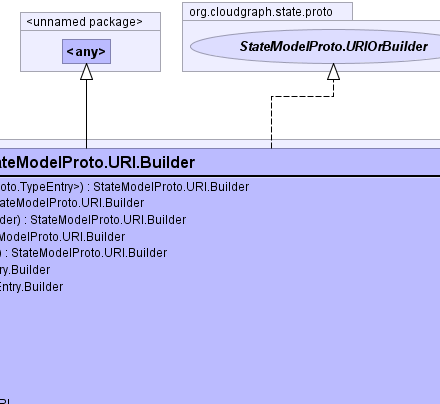 <unnamed package>
<any>
org.cloudgraph.state.proto
StateModelProto.URIOrBuilder
ateModelProto.URI.Builder
oto.TypeEntry>) : StateModelProto.URI.Builder
tateModelProto.URI.Builder
der) : StateModelProto.URI.Builder
ModelProto.URI.Builder
) : StateModelProto.URI.Builder
ry.Builder
Entry.Builder
RI